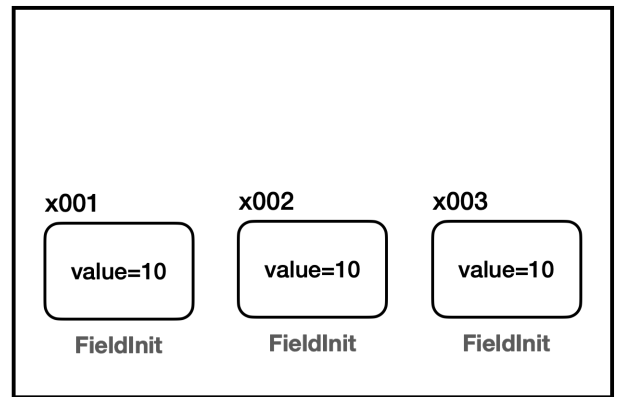 x001
x002
x003
value=10
value=10
value=10
FieldInit
FieldInit
FieldInit